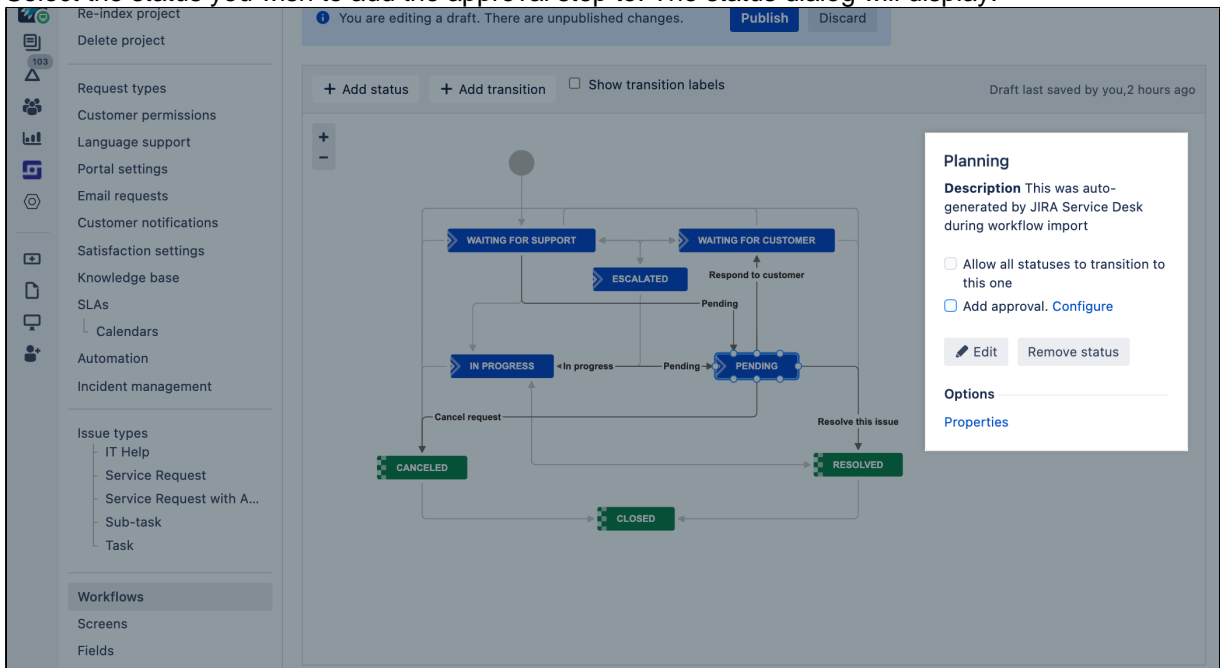 Select the status you wish to add the approval step to. The status dialog will display.
Re-index project
Delete project
103
Request types
Customer permissions
Language support
Portal settings
Email requests
Customer notifications
Satisfaction settings
Knowledge base
SLAs
Calendars
Automation
Incident management
Issue types
IT Help
Service Request
Service Request with A...
Sub-task
Task
Workflows
Screens
Fields
You are editing a draft. There are unpublished changes. Publish Discard
+ Add status + Add transition Show transition labels Draft last saved by you,2 hours ago
+
−
WAITING FOR SUPPORT WAITING FOR CUSTOMER
ESCALATED Respond to customer
Pending
IN PROGRESS In progress Pending PENDING
Cancel request Resolve this issue
CANCELED RESOLVED
CLOSED
Planning
Description This was auto-
generated by JIRA Service Desk
during workflow import
Allow all statuses to transition to
this one
Add approval. Configure
Edit Remove status
Options
Properties